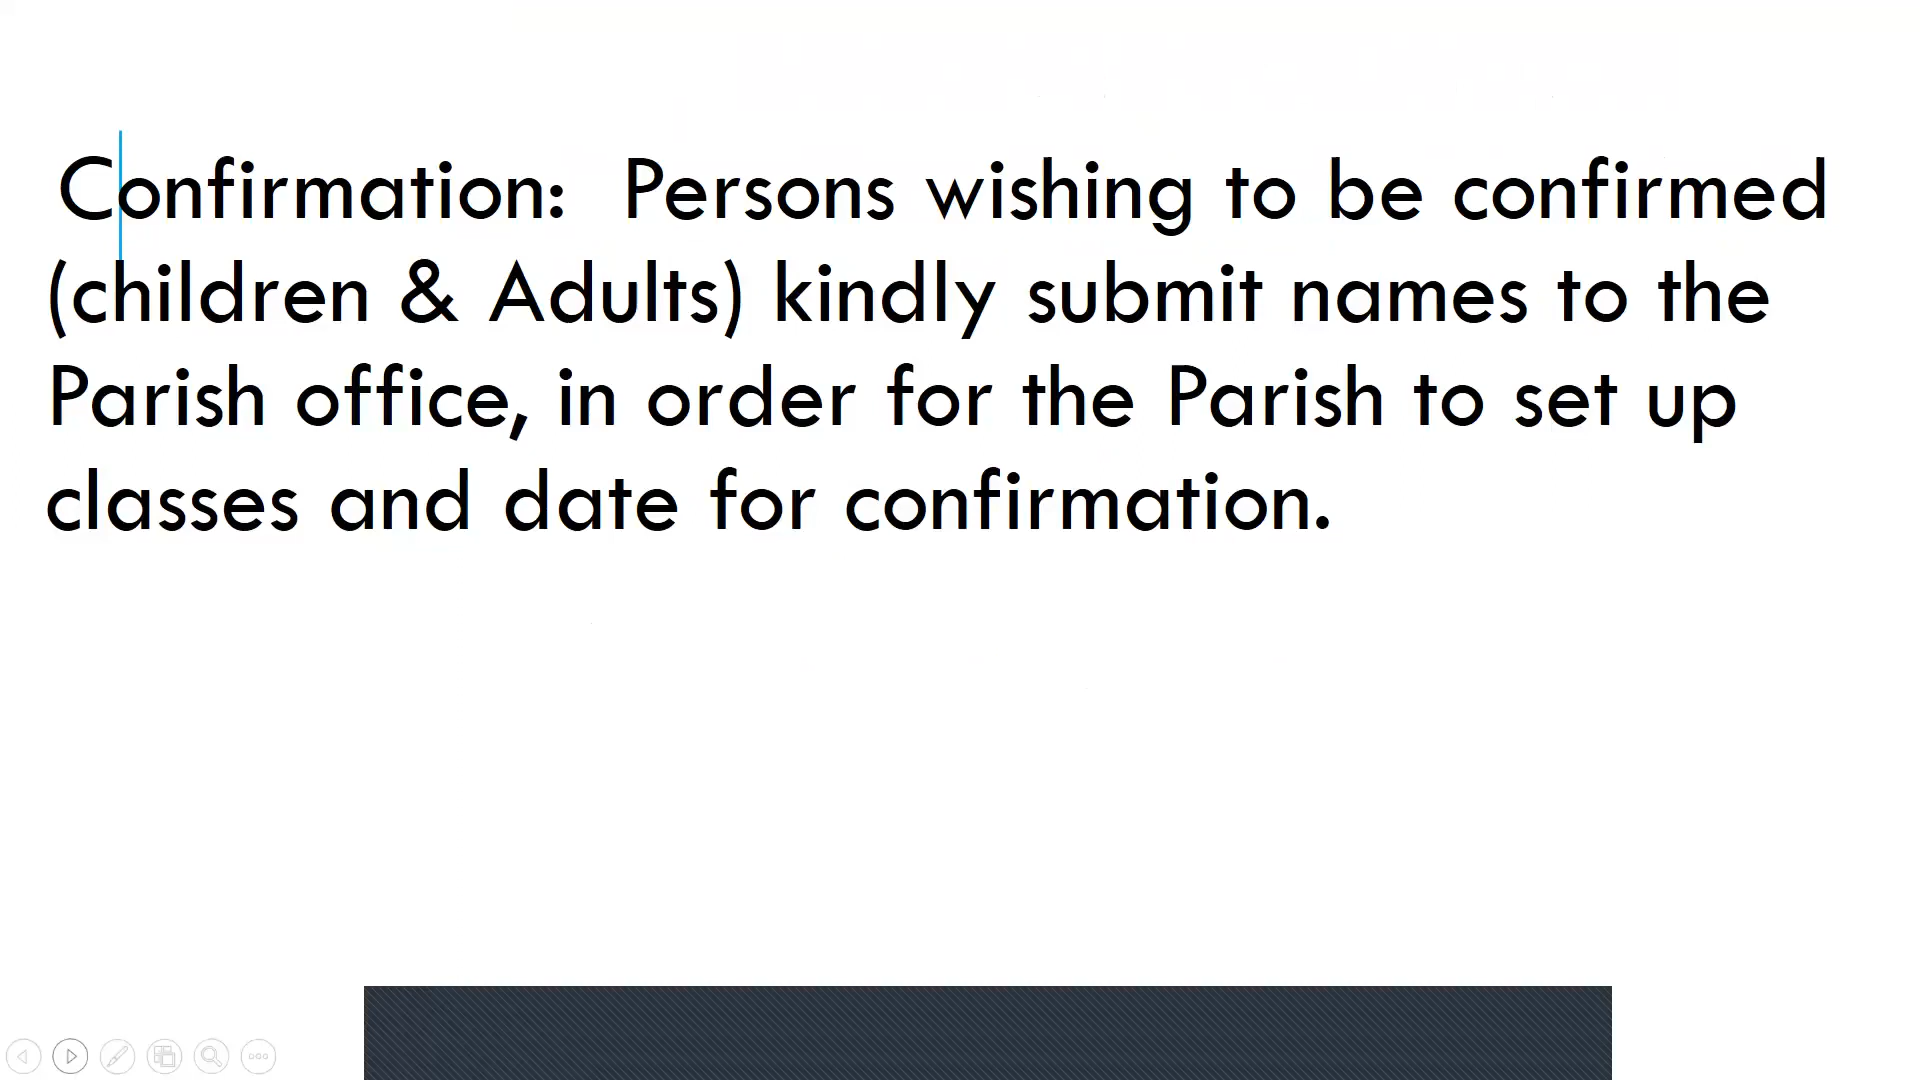 Confirmation:  Persons wishing to be confirmed
(children & Adults) kindly submit names to the
Parish office, in order for the Parish to set up
classes and date for confirmation.